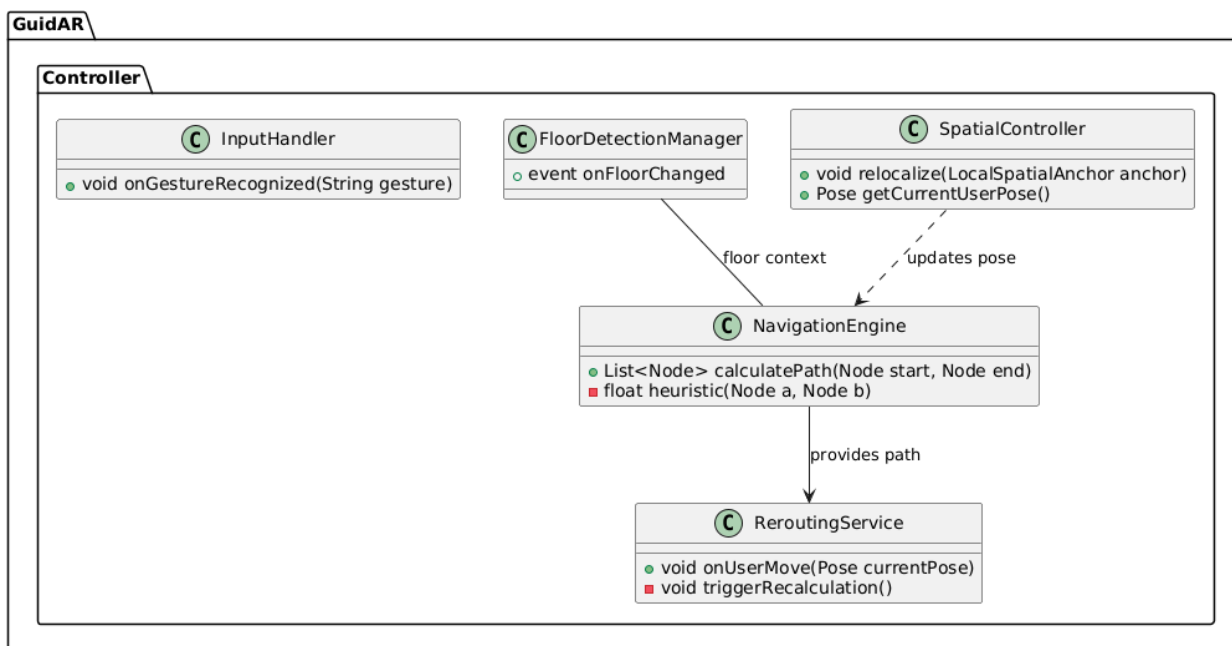 GuidAR
Controller
C InputHandler
void onGestureRecognized(String gesture)
C FloorDetectionManager
event onFloorChanged
C SpatialController
void relocalize(LocalSpatialAnchor anchor)
Pose getCurrentUserPose()
floor context
updates pose
C NavigationEngine
List<Node> calculatePath(Node start, Node end)
float heuristic(Node a, Node b)
provides path
C ReroutingService
void onUserMove(Pose currentPose)
void triggerRecalculation()